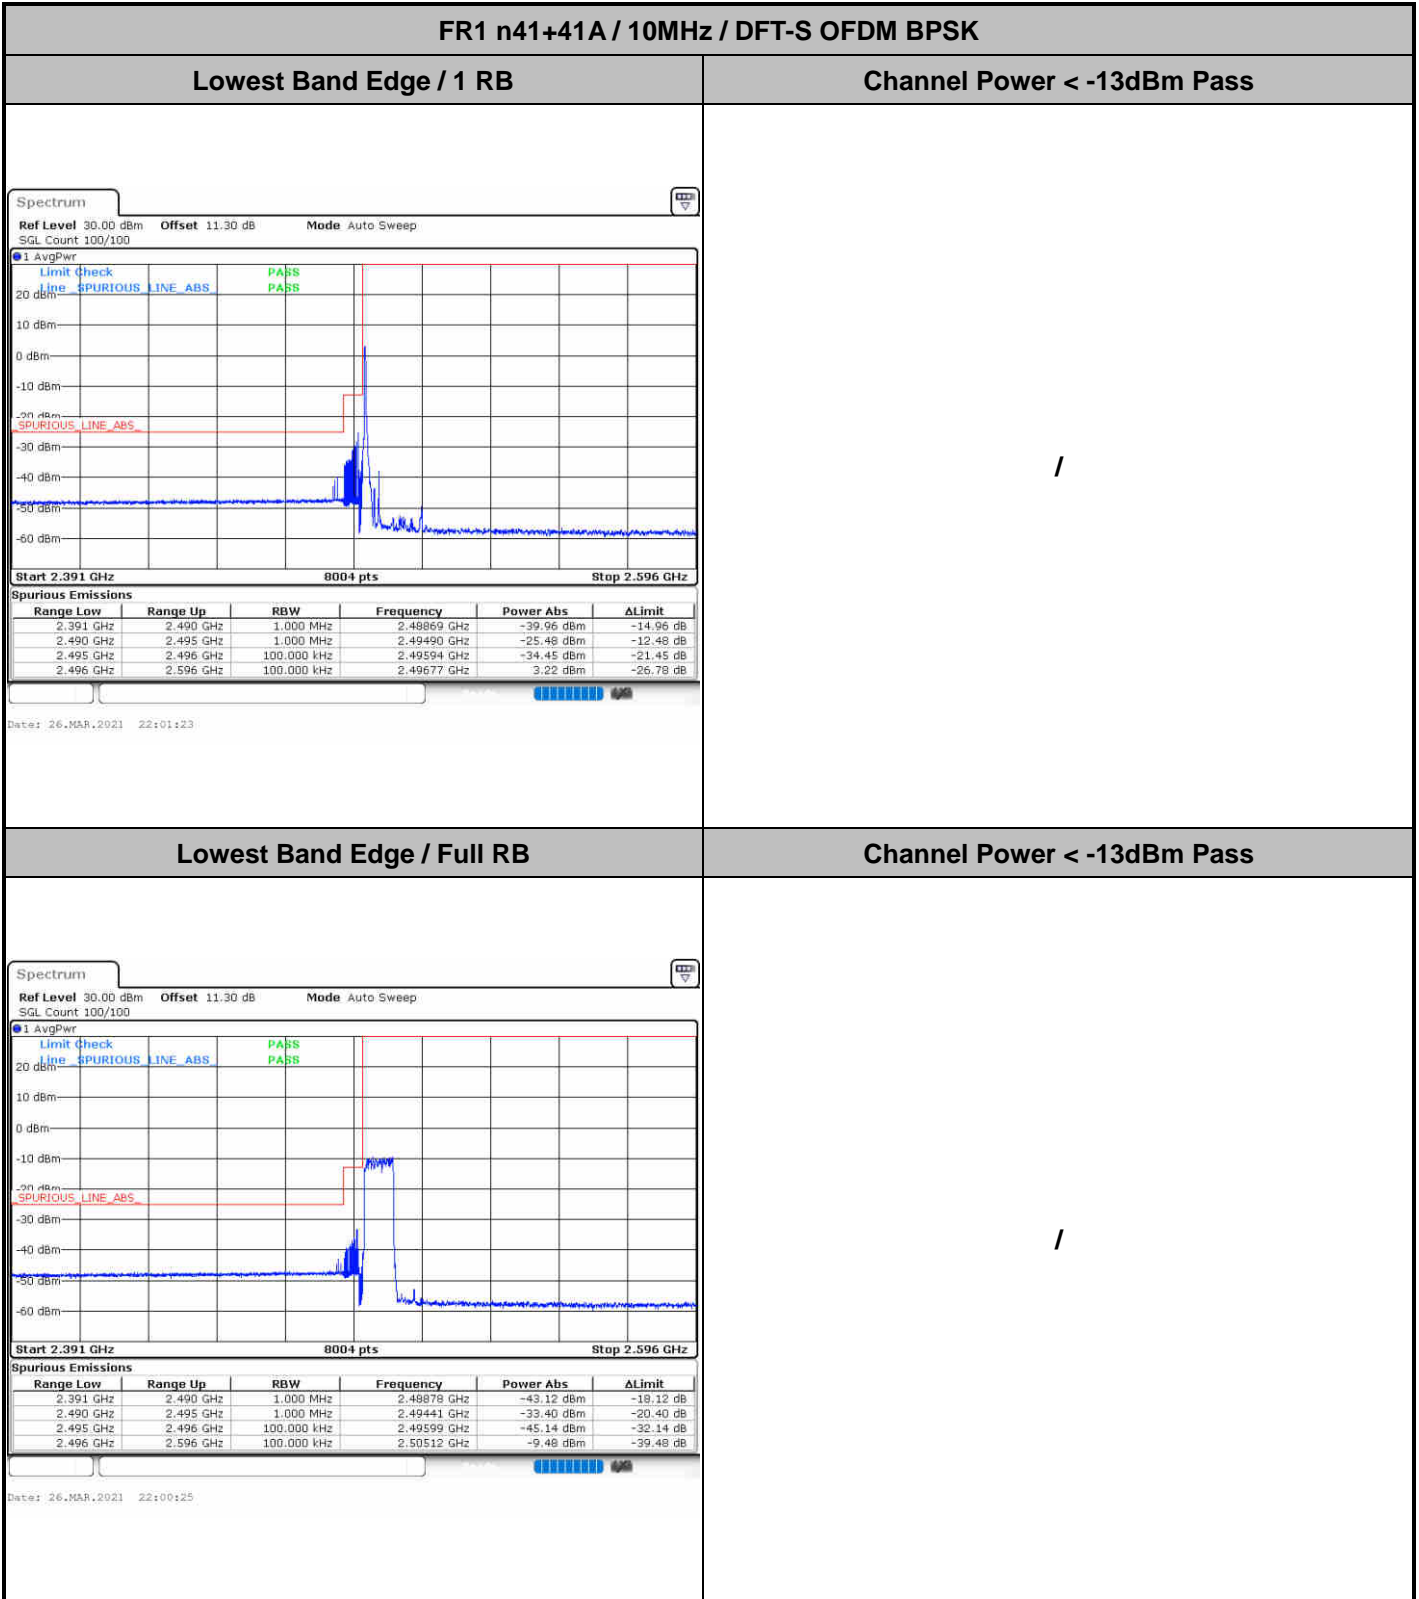 FR1 n41+41A / 10MHz / DFT-S OFDM BPSK
Lowest Band Edge / 1 RB
Channel Power < -13dBm Pass
Spectrum
Ref Level 30.00 dBm Offset 11.30 dB Mode Auto Sweep
SGL Count 100/100
1 AvgPwr
Limit Check PASS
Line _SPURIOUS_LINE_ABS_ PASS
20 dBm
10 dBm
0 dBm
-10 dBm
-20 dBm
_SPURIOUS_LINE_ABS_
-30 dBm
-40 dBm
-50 dBm
-60 dBm
Start 2.391 GHz 8004 pts Stop 2.596 GHz
Spurious Emissions
Range Low Range Up RBW Frequency Power Abs ΔLimit
2.391 GHz 2.490 GHz 1.000 MHz 2.48869 GHz -39.96 dBm -14.96 dB
2.490 GHz 2.495 GHz 1.000 MHz 2.49490 GHz -25.48 dBm -12.48 dB
2.495 GHz 2.496 GHz 100.000 kHz 2.49594 GHz -34.45 dBm -21.45 dB
2.496 GHz 2.596 GHz 100.000 kHz 2.49677 GHz 3.22 dBm -26.78 dB
Date: 26.MAR.2021 22:01:23
/
Lowest Band Edge / Full RB
Channel Power < -13dBm Pass
Spectrum
Ref Level 30.00 dBm Offset 11.30 dB Mode Auto Sweep
SGL Count 100/100
1 AvgPwr
Limit Check PASS
Line _SPURIOUS_LINE_ABS_ PASS
20 dBm
10 dBm
0 dBm
-10 dBm
-20 dBm
_SPURIOUS_LINE_ABS_
-30 dBm
-40 dBm
-50 dBm
-60 dBm
Start 2.391 GHz 8004 pts Stop 2.596 GHz
Spurious Emissions
Range Low Range Up RBW Frequency Power Abs ΔLimit
2.391 GHz 2.490 GHz 1.000 MHz 2.48878 GHz -43.12 dBm -18.12 dB
2.490 GHz 2.495 GHz 1.000 MHz 2.49441 GHz -33.40 dBm -20.40 dB
2.495 GHz 2.496 GHz 100.000 kHz 2.49599 GHz -45.14 dBm -32.14 dB
2.496 GHz 2.596 GHz 100.000 kHz 2.50512 GHz -9.48 dBm -39.48 dB
Date: 26.MAR.2021 22:00:25
/